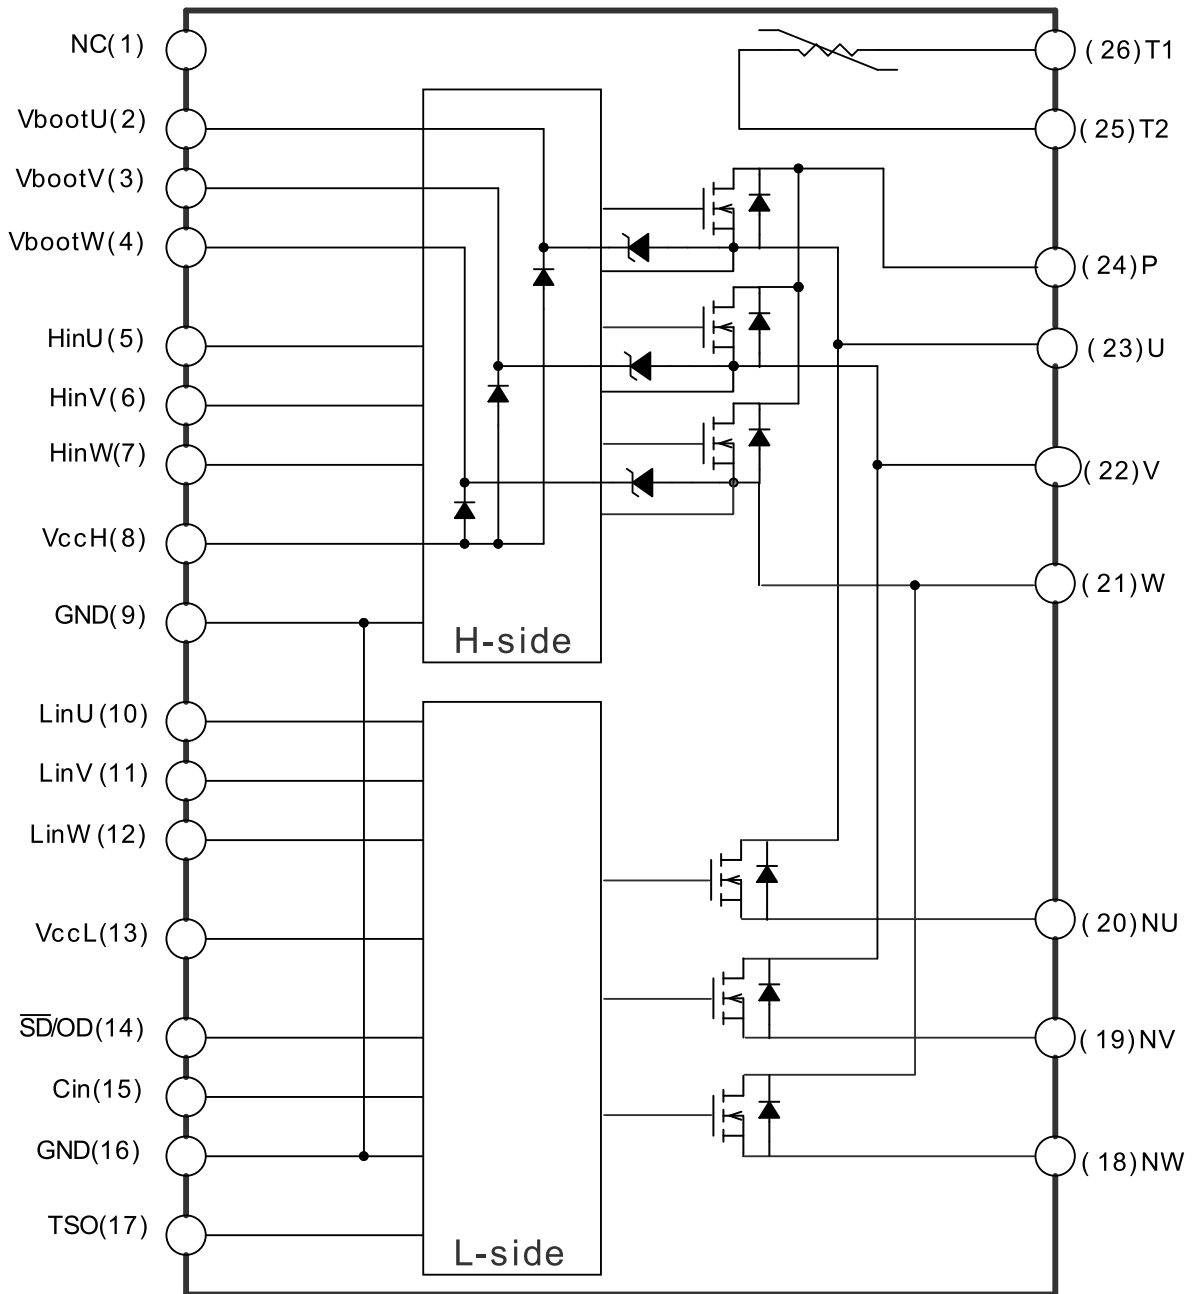 NC(1)
VbootU(2)
VbootV(3)
VbootW(4)
HinU(5)
HinV(6)
HinW(7)
VccH(8)
GND(9)
LinU(10)
LinV(11)
LinW(12)
VccL(13)
S̅D̅/OD(14)
Cin(15)
GND(16)
TSO(17)
H-side
L-side
(26)T1
(25)T2
(24)P
(23)U
(22)V
(21)W
(20)NU
(19)NV
(18)NW